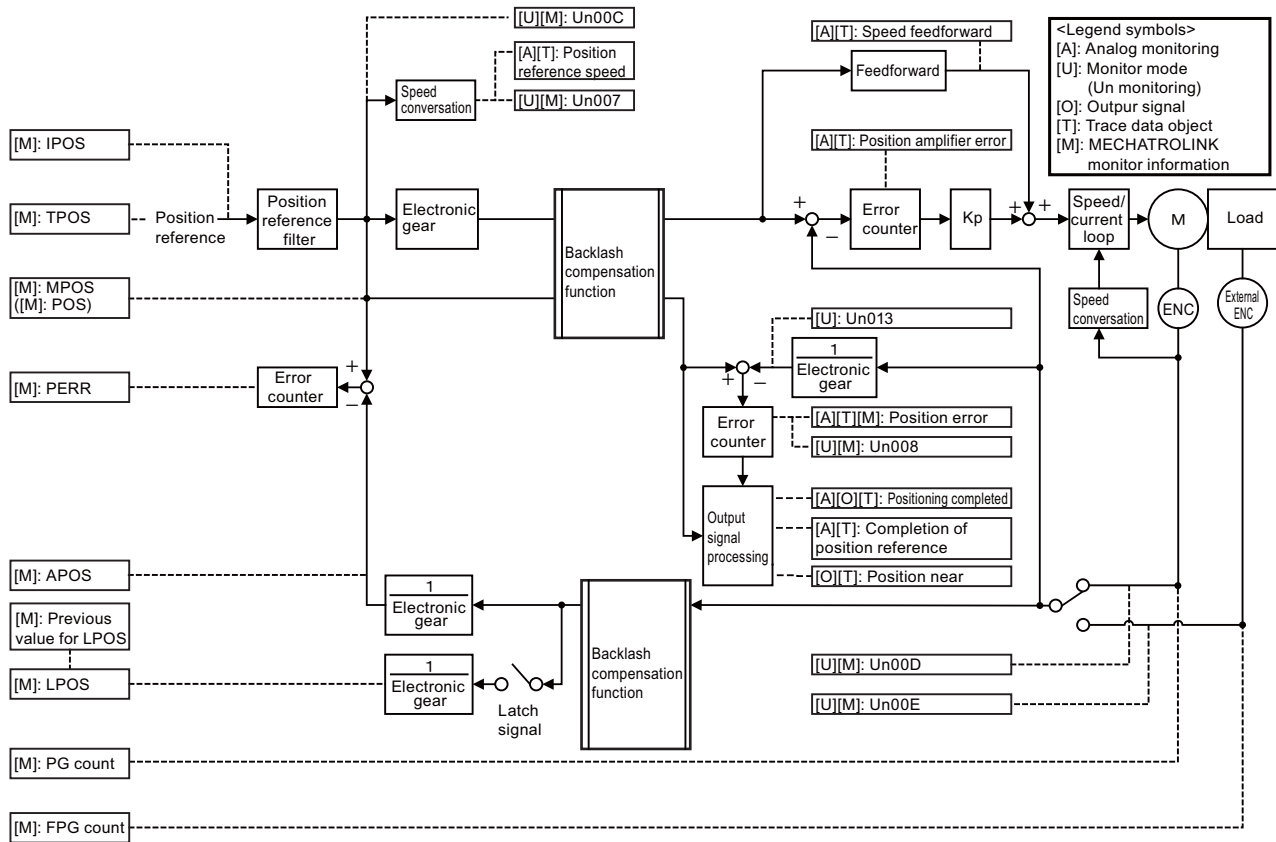 [U][M]: Un00C
[A][T]: Position
reference speed
[U][M]: Un007
Speed
conversation
[A][T]: Speed feedforward
Feedforward
<Legend symbols>
[A]: Analog monitoring
[U]: Monitor mode
(Un monitoring)
[O]: Outpur signal
[T]: Trace data object
[M]: MECHATROLINK
monitor information
[M]: IPOS
[A][T]: Position amplifier error
[M]: TPOS
Position
reference
Position
reference
filter
Electronic
gear
Backlash
compensation
function
+
−
Error
counter
Kp
+
+
Speed/
current
loop
M
Load
[M]: MPOS
([M]: POS)
Speed
conversation
ENC
External
ENC
[U]: Un013
1
Electronic
gear
[M]: PERR
Error
counter
+
−
+
−
Error
counter
[A][T][M]: Position error
[U][M]: Un008
Output
signal
processing
[A][O][T]: Positioning completed
[A][T]: Completion of
position reference
[O][T]: Position near
[M]: APOS
1
Electronic
gear
[M]: Previous
value for LPOS
[M]: LPOS
1
Electronic
gear
Latch
signal
Backlash
compensation
function
[U][M]: Un00D
[U][M]: Un00E
[M]: PG count
[M]: FPG count